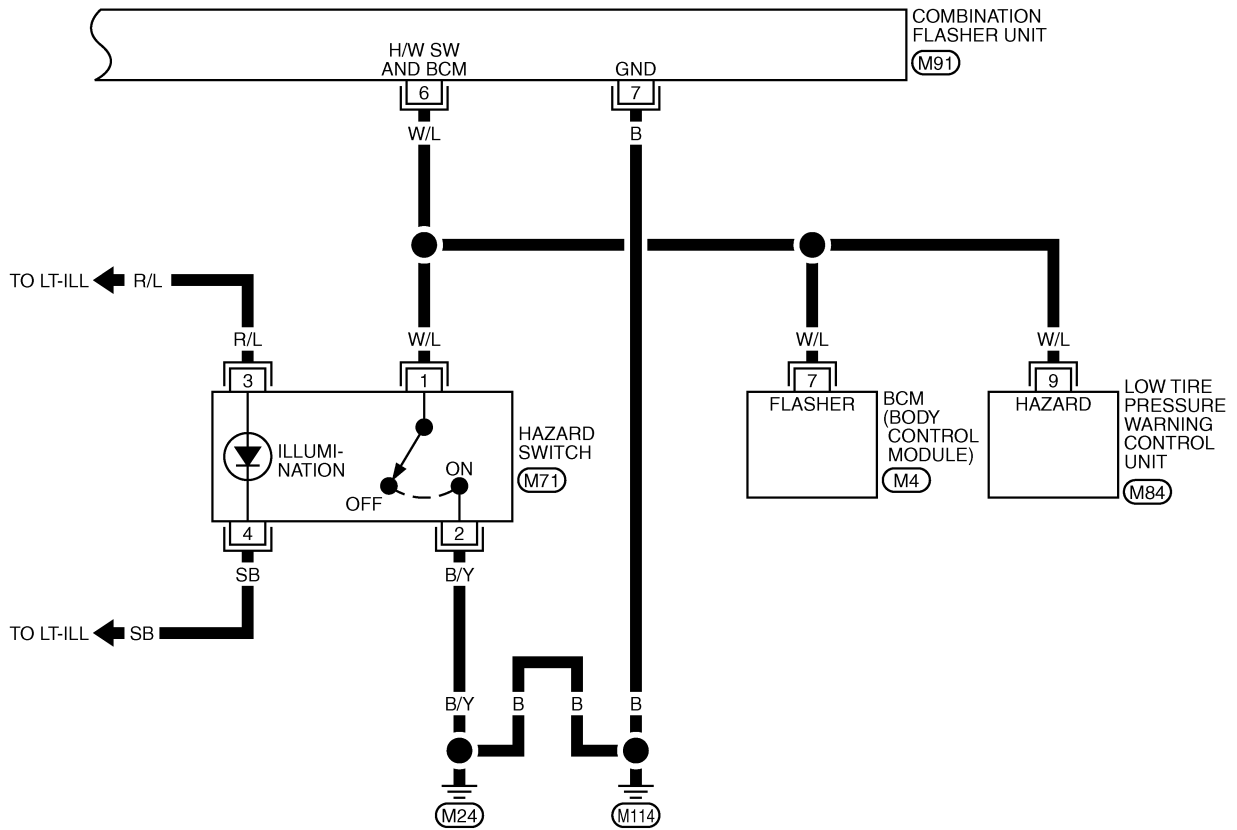 COMBINATION
FLASHER UNIT
M91
H/W SW
AND BCM
GND
6
7
W/L
B
TO LT-ILL
R/L
R/L
W/L
W/L
W/L
3
1
7
9
FLASHER
HAZARD
ILLUMI-
NATION
OFF
ON
HAZARD
SWITCH
M71
BCM
(BODY
CONTROL
MODULE)
M4
LOW TIRE
PRESSURE
WARNING
CONTROL
UNIT
M84
4
2
SB
B/Y
TO LT-ILL
SB
B/Y
B
B
B
M24
M114